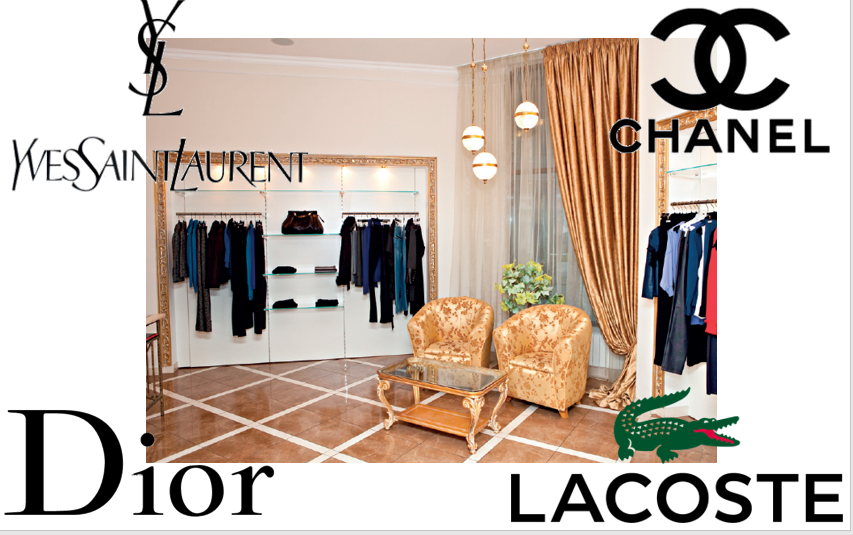 YSL
YVESSAINTLAURENT
CHANEL
Dior
LACOSTE